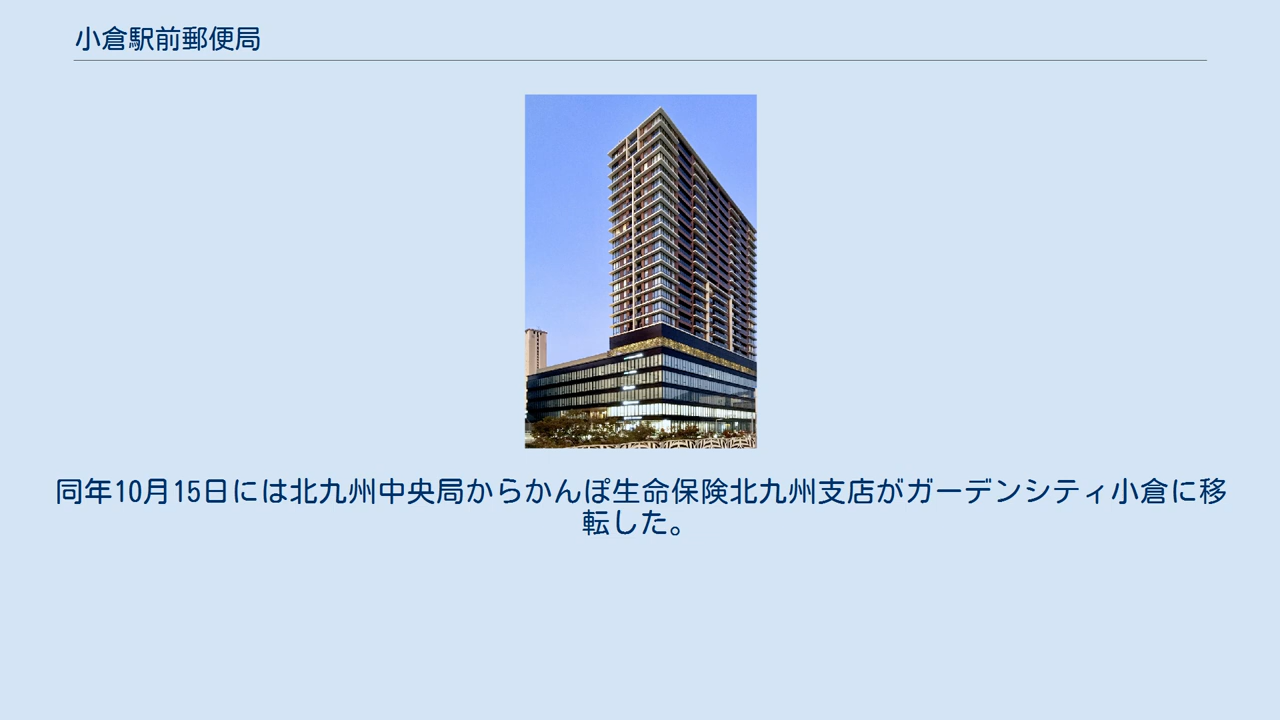 小倉駅前郵便局
同年10月15日には北九州中央局からかんぽ生命保険北九州支店がガーデンシティ小倉に移
転した。